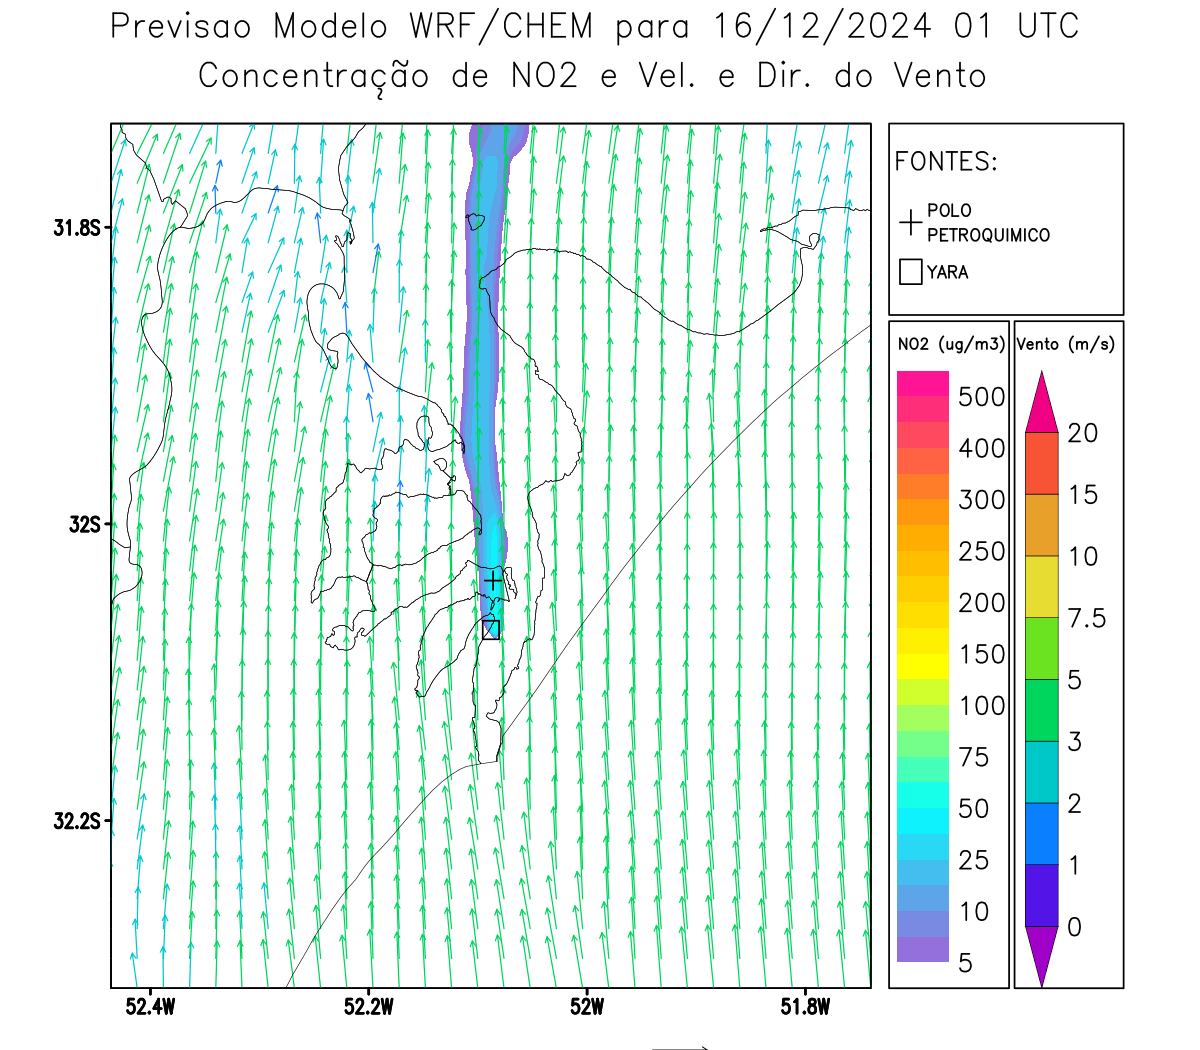 Previsao Modelo WRF/CHEM para 16/12/2024 01 UTC
Concentração de NO2 e Vel. e Dir. do Vento
FONTES:
POLO
PETROQUIMICO
YARA
31.8S
32S
32.2S
52.4W
52.2W
52W
51.8W
NO2 (ug/m3)
500
400
300
250
200
150
100
75
50
25
10
5
Vento (m/s)
20
15
10
7.5
5
3
2
1
0